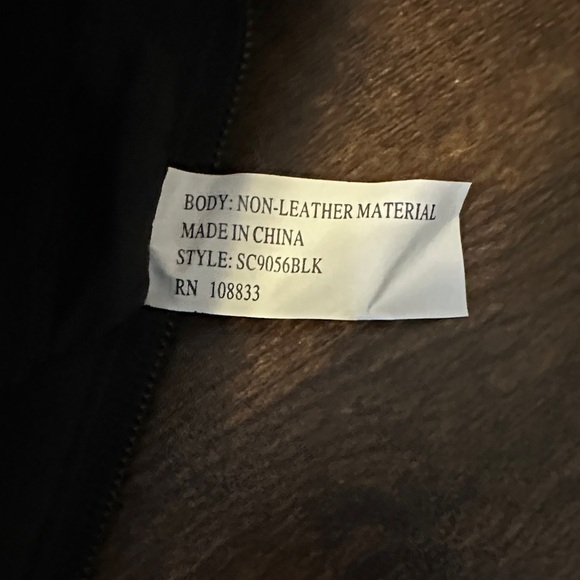 BODY: NON-LEATHER MATERIAL
MADE IN CHINA
STYLE: SC9056BLK
RN 108833